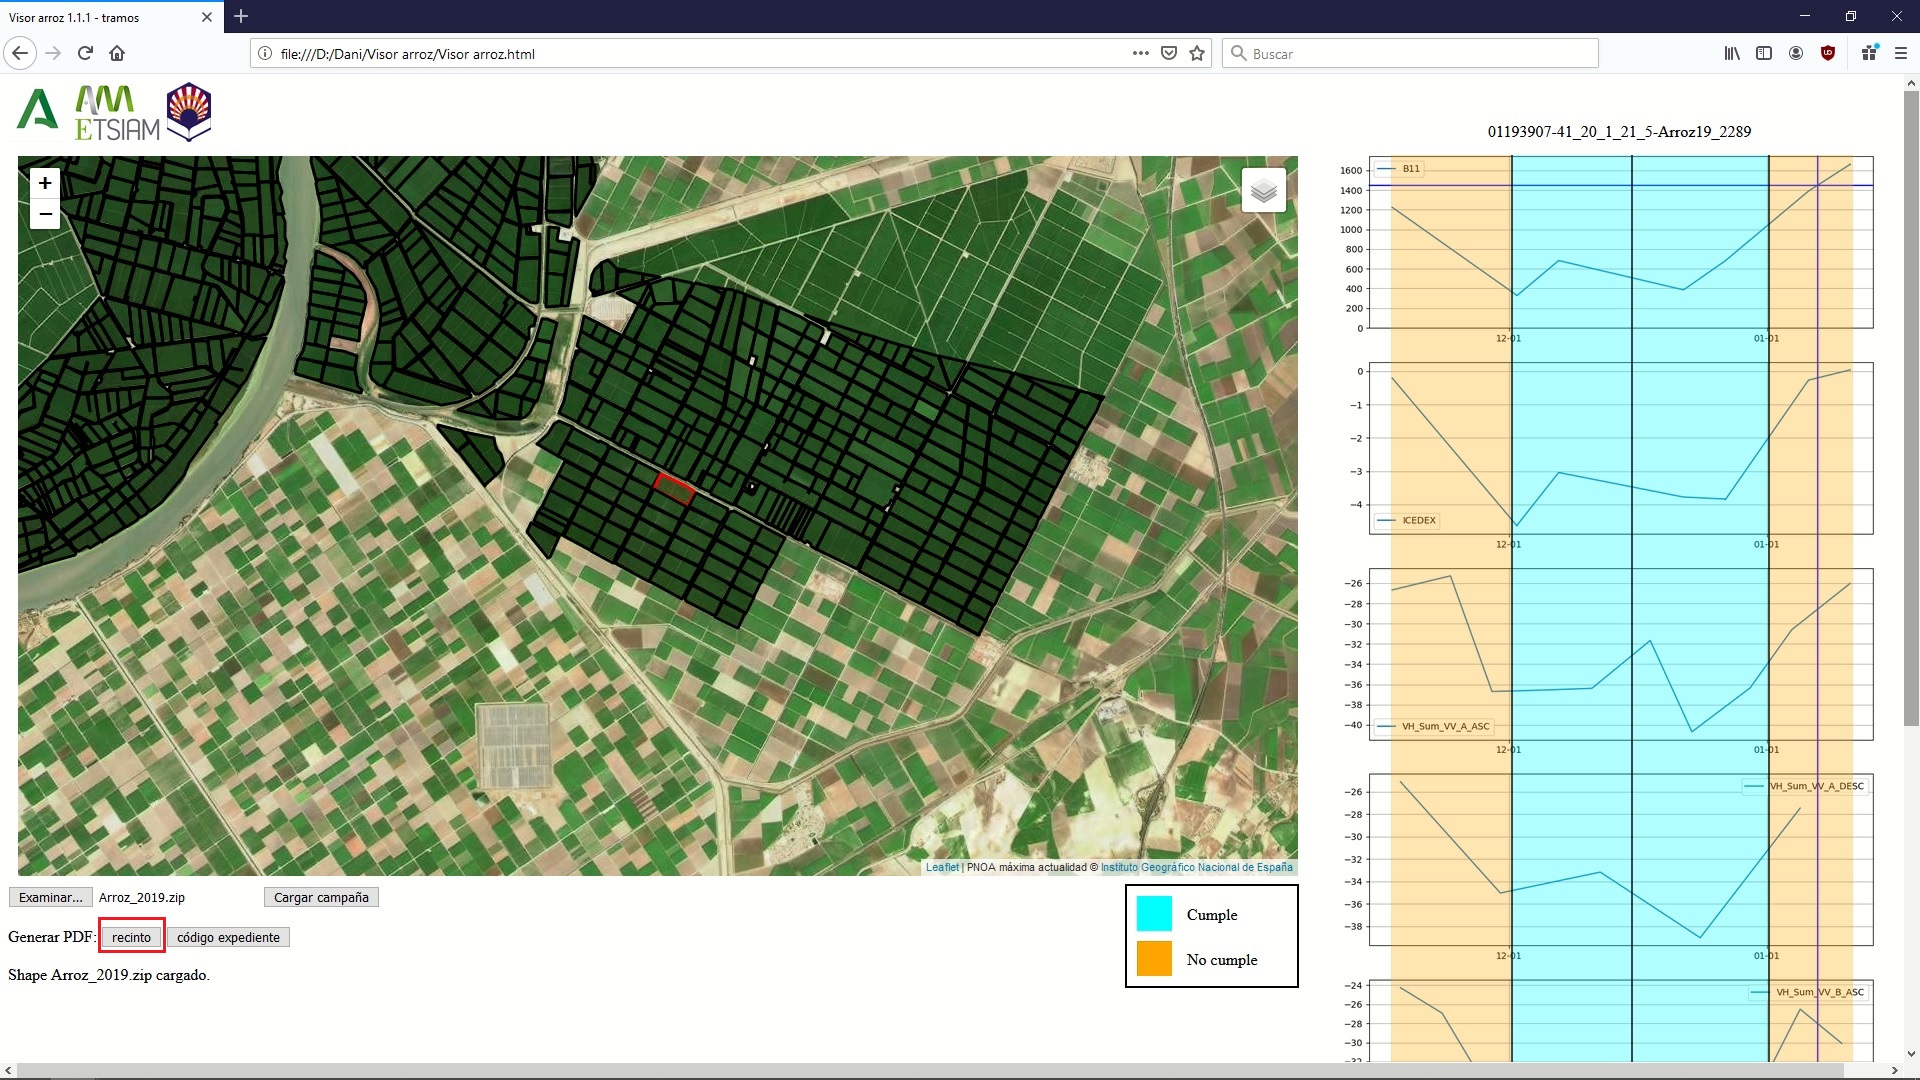 Visor arroz 1.1.1 - tramos
file:///D:/Dani/Visor arroz/Visor arroz.html
Buscar
ETSIAM
01193907-41_20_1_21_5-Arroz19_2289
+
−
B11
1600
1400
1200
1000
800
600
400
200
0
12-01
01-01
0
−1
−2
−3
−4
ICEDEX
12-01
01-01
−26
−28
−30
−32
−34
−36
−38
−40
VH_Sum_VV_A_ASC
12-01
01-01
VH_Sum_VV_A_DESC
−26
−28
−30
−32
−34
−36
−38
12-01
01-01
VH_Sum_VV_B_ASC
−24
−26
−28
−30
−32
Leaflet | PNOA máxima actualidad © Instituto Geográfico Nacional de España
Examinar... Arroz_2019.zip Cargar campaña
Generar PDF: recinto código expediente
Shape Arroz_2019.zip cargado.
Cumple
No cumple